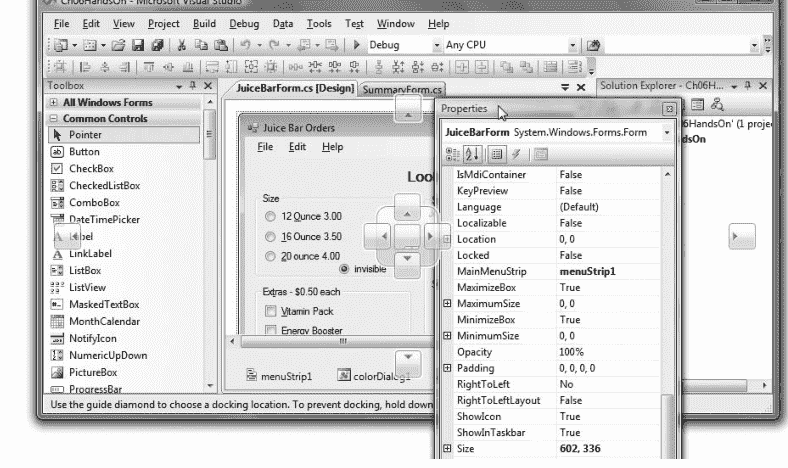 Ch06HandsOn - Microsoft Visual Studio
File Edit View Project Build Debug Data Tools Test Window Help
Debug Any CPU
Toolbox
All Windows Forms
Common Controls
Pointer
Button
CheckBox
CheckedListBox
ComboBox
DateTimePicker
Label
LinkLabel
ListBox
ListView
MaskedTextBox
MonthCalendar
NotifyIcon
NumericUpDown
PictureBox
ProgressBar
JuiceBarForm.cs [Design] SummaryForm.cs
Juice Bar Orders
File Edit Help
Loo
Size
12 Ounce 3.00
16 Ounce 3.50
20 ounce 4.00
invisible
Extras - $0.50 each
Vitamin Pack
Energy Booster
menuStrip1 colorDialog1
Solution Explorer - Ch06H...
6HandsOn' (1 proje
dsOn
Properties
JuiceBarForm System.Windows.Forms.Form
IsMdiContainer False
KeyPreview False
Language (Default)
Localizable False
Location 0, 0
Locked False
MainMenuStrip menuStrip1
MaximizeBox True
MaximumSize 0, 0
MinimizeBox True
MinimumSize 0, 0
Opacity 100%
Padding 0, 0, 0, 0
RightToLeft No
RightToLeftLayout False
ShowIcon True
ShowInTaskbar True
Size 602, 336
Use the guide diamond to choose a docking location. To prevent docking, hold down